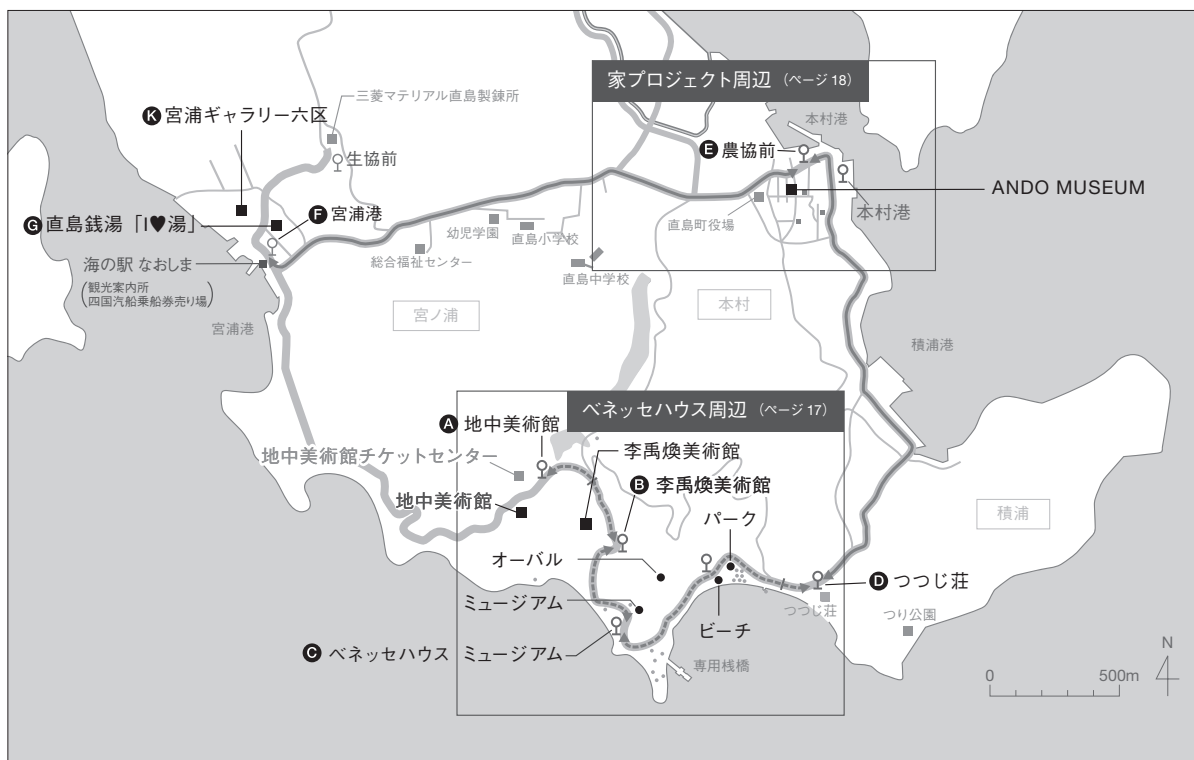 家プロジェクト周辺 （ページ 18）
三菱マテリアル直島製錬所
K 宮浦ギャラリー六区
本村港
生協前
E 農協前
ANDO MUSEUM
本村港
G 直島銭湯「I♥湯」
F 宮浦港
直島町役場
幼児学園
直島小学校
海の駅 なおしま
総合福祉センター
直島中学校
（観光案内所
四国汽船乗船券売り場）
宮ノ浦
本村
宮浦港
積浦港
ベネッセハウス周辺 （ページ 17）
A 地中美術館
李禹煥美術館
地中美術館チケットセンター
B 李禹煥美術館
地中美術館
パーク
積浦
オーバル
D つつじ荘
ミュージアム
つつじ荘
つり公園
ビーチ
C ベネッセハウス ミュージアム
専用桟橋
N
0 500m